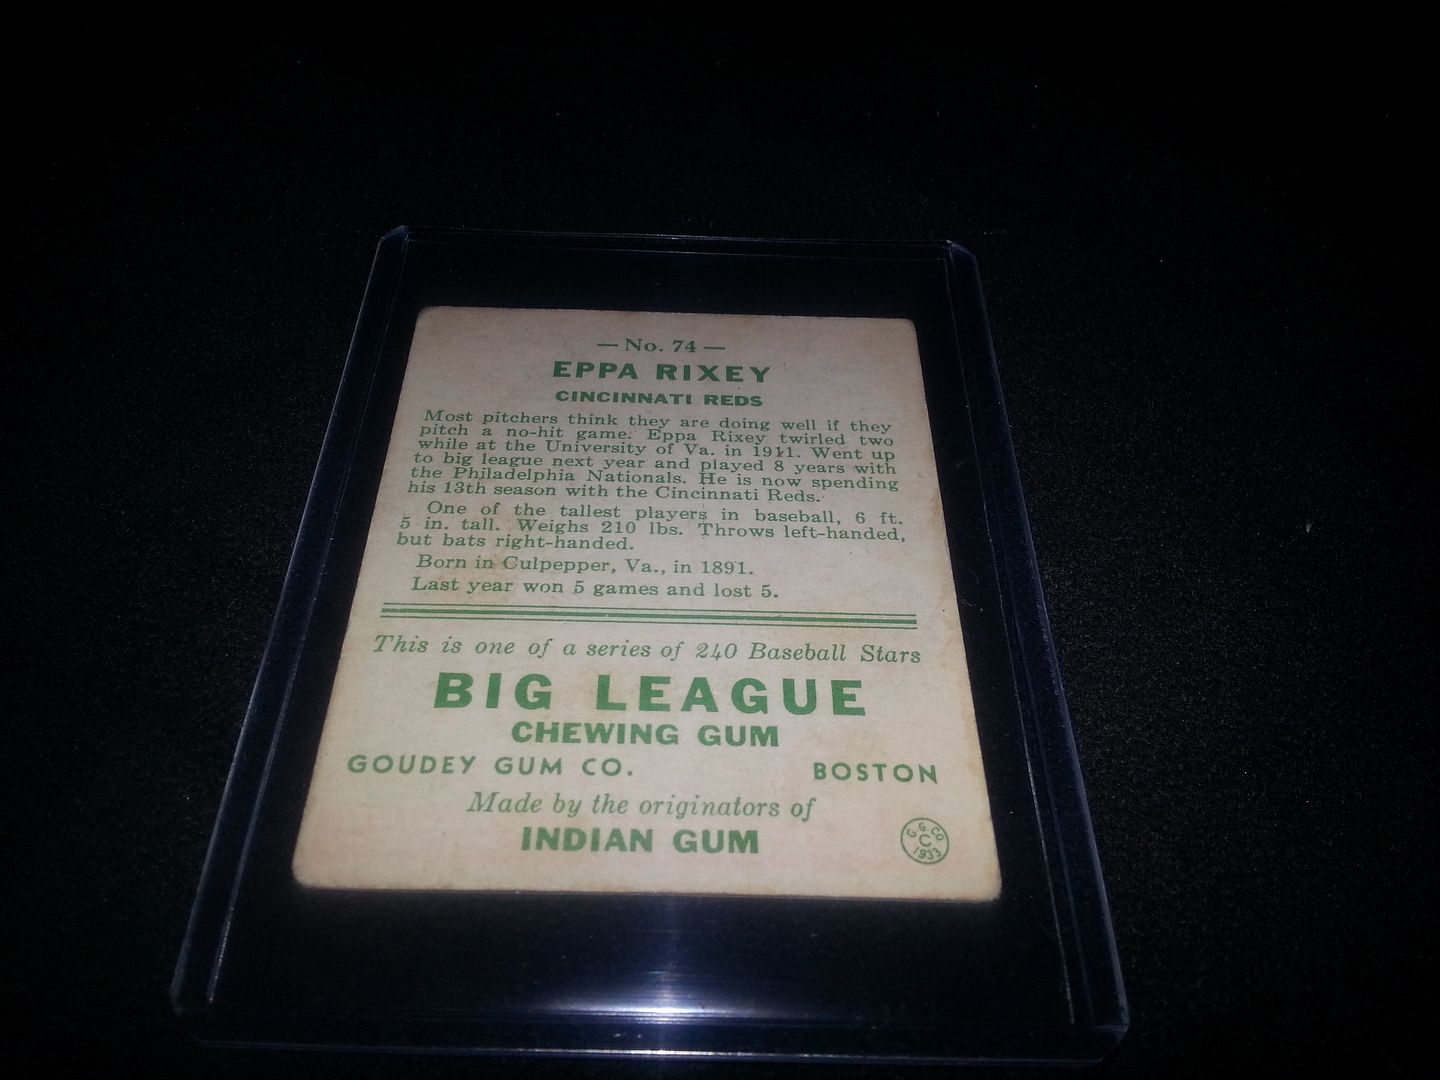 — No. 74 —
EPPA RIXEY
CINCINNATI REDS
Most pitchers think they are doing well if they
pitch a no-hit game. Eppa Rixey twirled two
while at the University of Va. in 1911. Went up
to big league next year and played 8 years with
the Philadelphia Nationals. He is now spending
his 13th season with the Cincinnati Reds.
One of the tallest players in baseball, 6 ft.
5 in. tall. Weighs 210 lbs. Throws left-handed,
but bats right-handed.
Born in Culpepper, Va., in 1891.
Last year won 5 games and lost 5.
This is one of a series of 240 Baseball Stars
BIG LEAGUE
CHEWING GUM
GOUDEY GUM CO. BOSTON
Made by the originators of
INDIAN GUM
G. G. CO.
C
1933